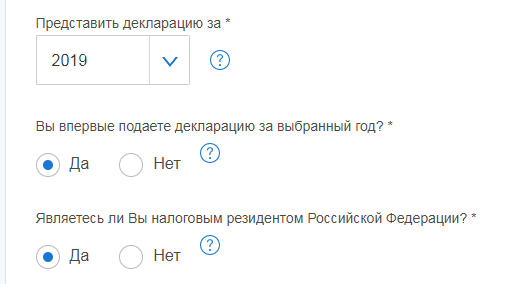 Представить декларацию за *
2019
?
Вы впервые подаете декларацию за выбранный год? *
Да Нет ?
Являетесь ли Вы налоговым резидентом Российской Федерации? *
Да Нет ?